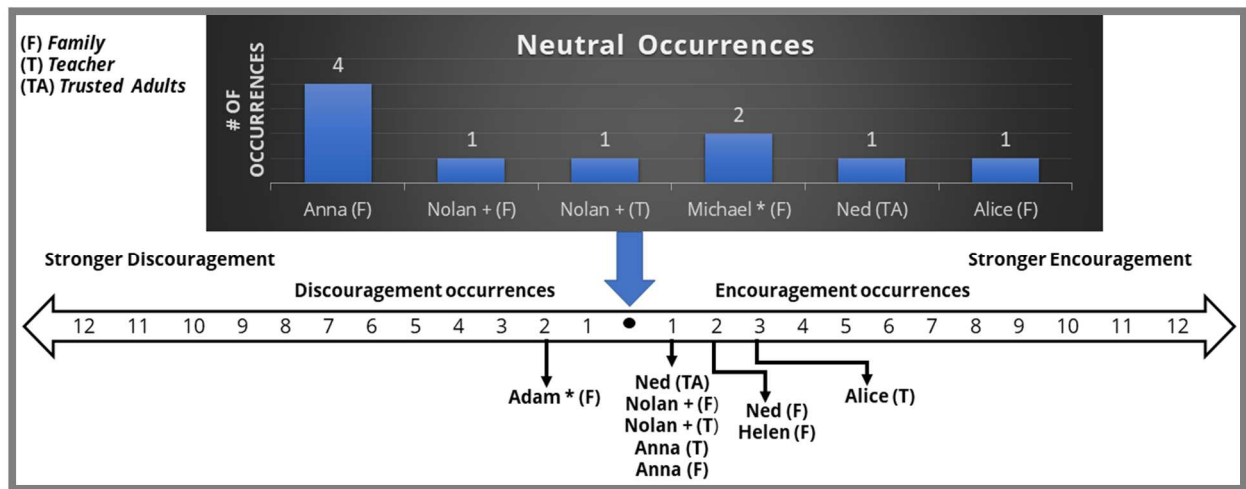 (F) Family
(T) Teacher
(TA) Trusted Adults
Neutral Occurrences
# OF
OCCURRENCES
4
1
1
2
1
1
Anna (F)
Nolan + (F)
Nolan + (T)
Michael * (F)
Ned (TA)
Alice (F)
Stronger Discouragement
Stronger Encouragement
Discouragement occurrences
Encouragement occurrences
12 11 10 9 8 7 6 5 4 3 2 1 1 2 3 4 5 6 7 8 9 10 11 12
Adam * (F)
Ned (TA)
Nolan + (F)
Nolan + (T)
Anna (T)
Anna (F)
Ned (F)
Helen (F)
Alice (T)